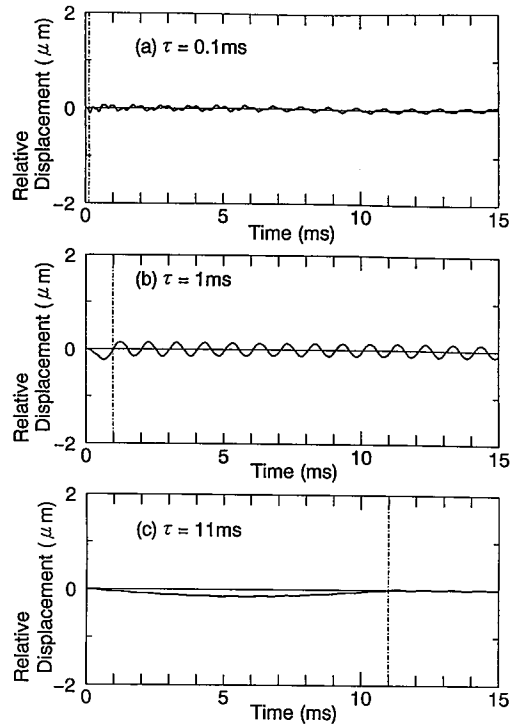 2
(a) τ = 0.1ms
0
Relative
Displacement (μm)
-2
0 5 10 15
Time (ms)
2
(b) τ = 1ms
0
Relative
Displacement (μm)
-2
0 5 10 15
Time (ms)
2
(c) τ = 11ms
0
Relative
Displacement (μm)
-2
0 5 10 15
Time (ms)